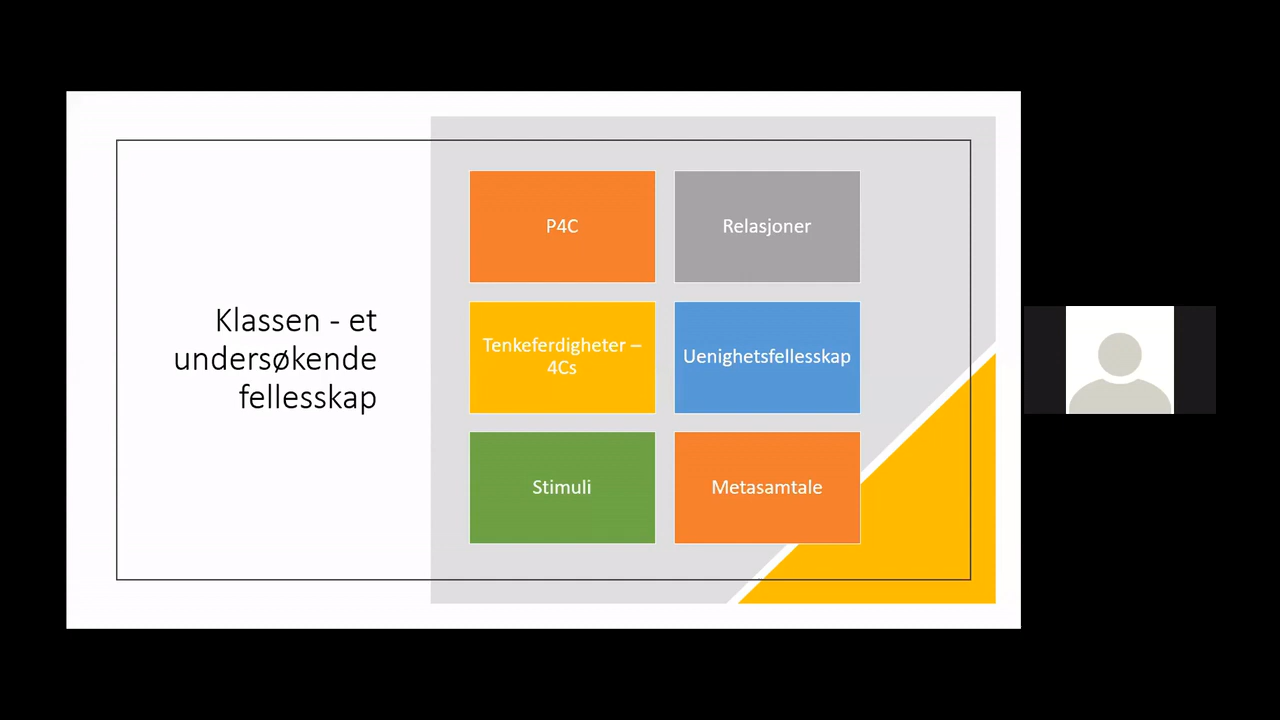 Klassen - et
undersøkende
fellesskap
P4C
Relasjoner
Tenkeferdigheter –
4Cs
Uenighetsfellesskap
Stimuli
Metasamtale